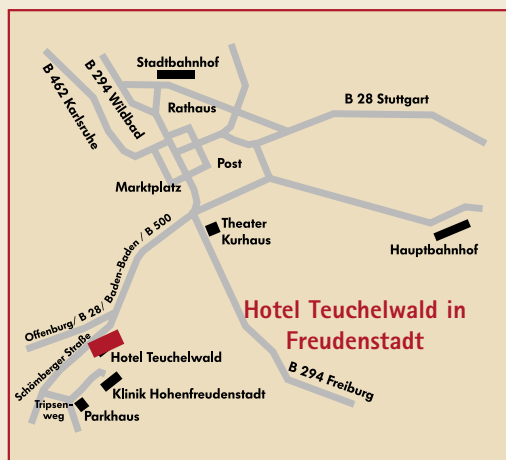 Stadtbahnhof
B 462 Karlsruhe
B 294 Wildbad
Rathaus
B 28 Stuttgart
Post
Marktplatz
Theater
Kurhaus
Hauptbahnhof
Offenburg/ B 28/ Baden-Baden / B 500
Hotel Teuchelwald in
Freudenstadt
Schömberger Straße
Hotel Teuchelwald
B 294 Freiburg
Klinik Hohenfreudenstadt
Tripsen-
weg
Parkhaus